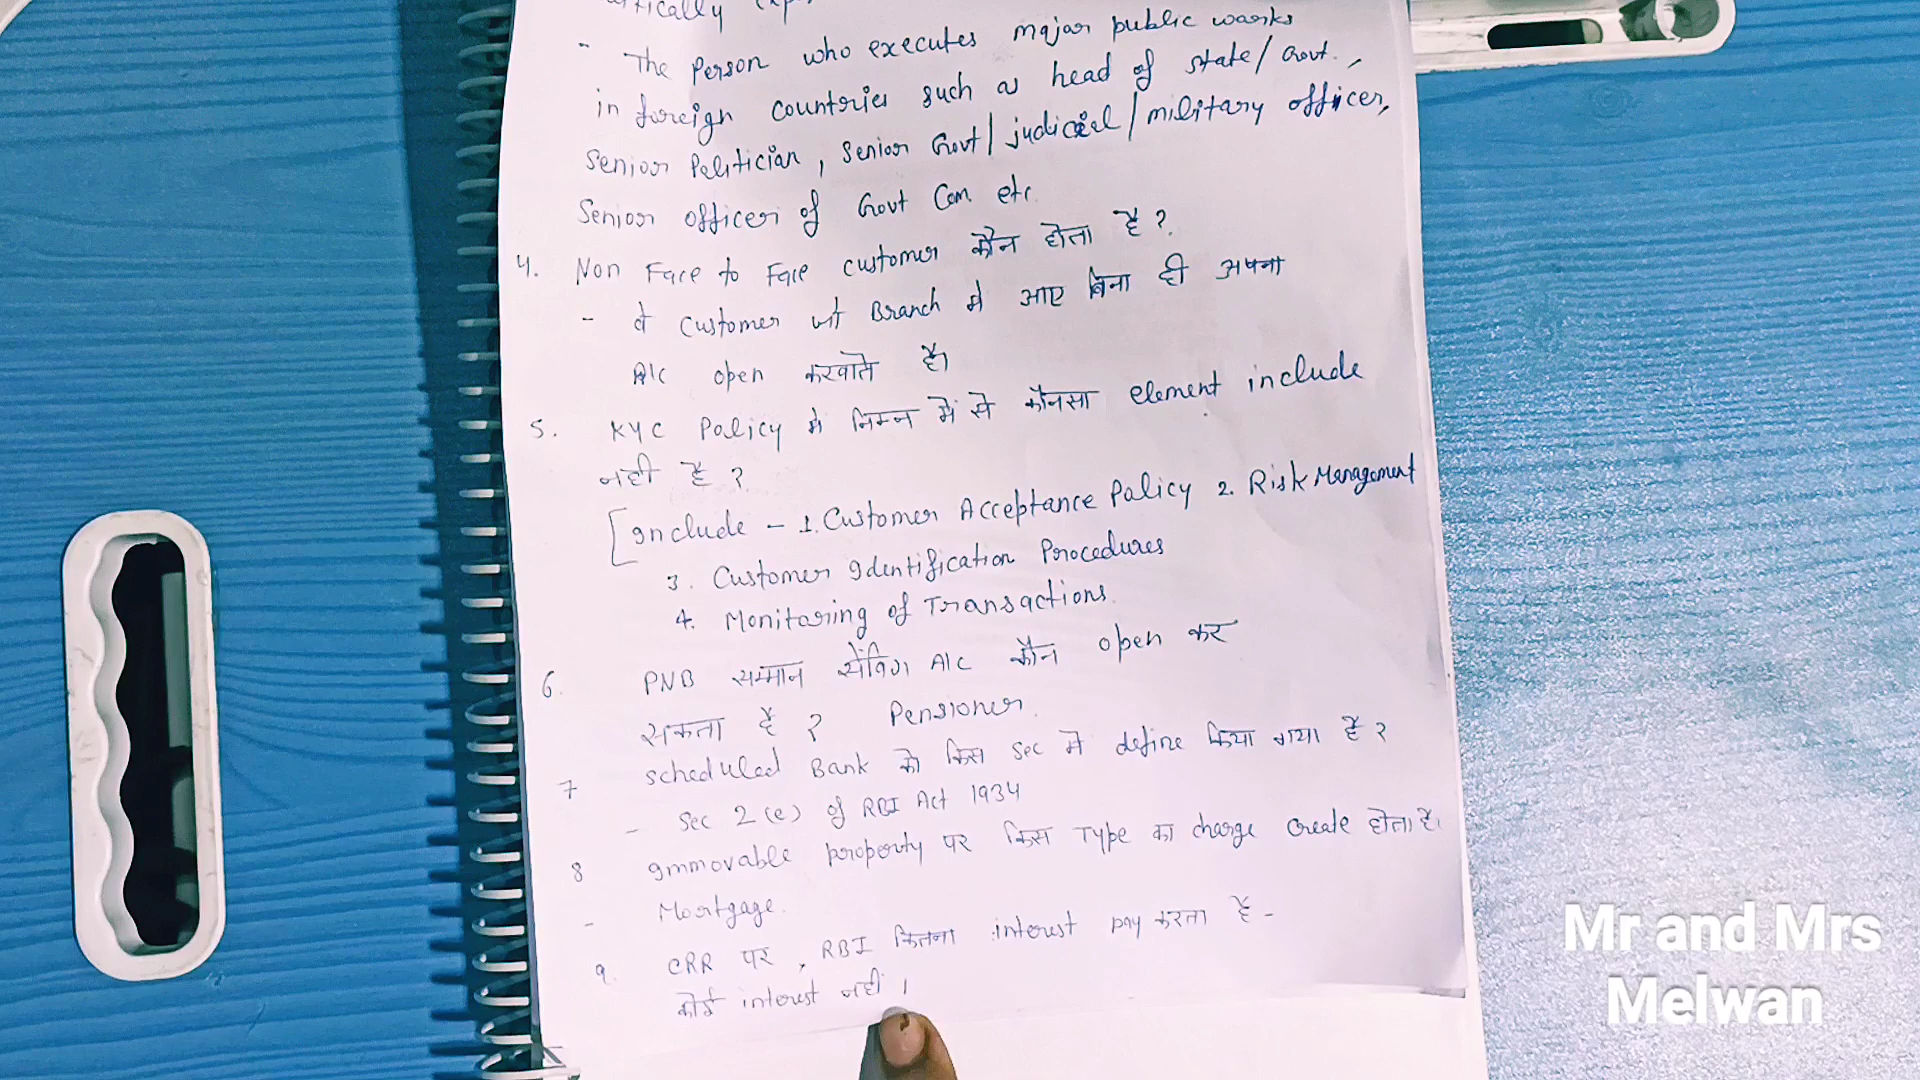 - The Person who executes major public works
in foreign countries such as head of state/Govt.,
Senior Politician, Senior Govt/judicial/military officer,
Senior officer of Govt Com. etc.
4. Non Face to Face customer कौन होता है?
- वे Customer जो Branch मे आए बिना ही अपना
A/c open करवाते है।
5. KYC Policy मे निम्न में से कौनसा element include
नही है ?
[Include - 1. Customer Acceptance Policy 2. Risk Management
3. Customer Identification Procedures
4. Monitoring of Transactions.
6. PNB सम्मान सेविंग A/c कौन open कर
सकता है ? Pensioner.
7 Scheduled Bank को किस Sec मे define किया गया है ?
- Sec 2(e) of RBI Act 1934
8 Immovable property पर किस Type का charge create होता है।
- Mortgage.
9. CRR पर, RBI कितना interest pay करता है -
कोई interest नही।
Mr and Mrs
Melwan